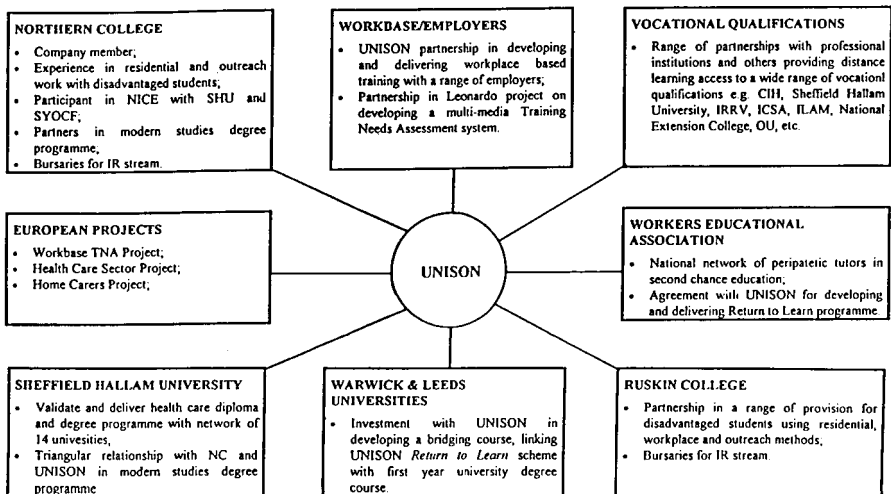 NORTHERN COLLEGE
• Company member;
• Experience in residential and outreach
work with disadvantaged students;
• Participant in NICE with SHU and
SYOCF;
• Partners in modern studies degree
programme;
• Bursaries for IR stream.
WORKBASE/EMPLOYERS
• UNISON partnership in developing
and delivering workplace based
training with a range of employers;
• Partnership in Leonardo project on
developing a multi-media Training
Needs Assessment system.
VOCATIONAL QUALIFICATIONS
• Range of partnerships with professional
institutions and others providing distance
learning access to a wide range of vocationl
qualifications e.g. CIH, Sheffield Hallam
University, IRRV, ICSA, ILAM, National
Extension College, OU, etc.
EUROPEAN PROJECTS
• Workbase TNA Project;
• Health Care Sector Project;
• Home Carers Project;
UNISON
WORKERS EDUCATIONAL
ASSOCIATION
• National network of peripatetic tutors in
second chance education;
• Agreement with UNISON for developing
and delivering Return to Learn programme.
SHEFFIELD HALLAM UNIVERSITY
• Validate and deliver health care diploma
and degree programme with network of
14 univesities,
• Triangular relationship with NC and
UNISON in modern studies degree
programme
WARWICK & LEEDS
UNIVERSITIES
• Investment with UNISON in
developing a bridging course, linking
UNISON Return to Learn scheme
with first year university degree
course.
RUSKIN COLLEGE
• Partnership in a range of provision for
disadvantaged students using residential,
workplace and outreach methods;
• Bursaries for IR stream.